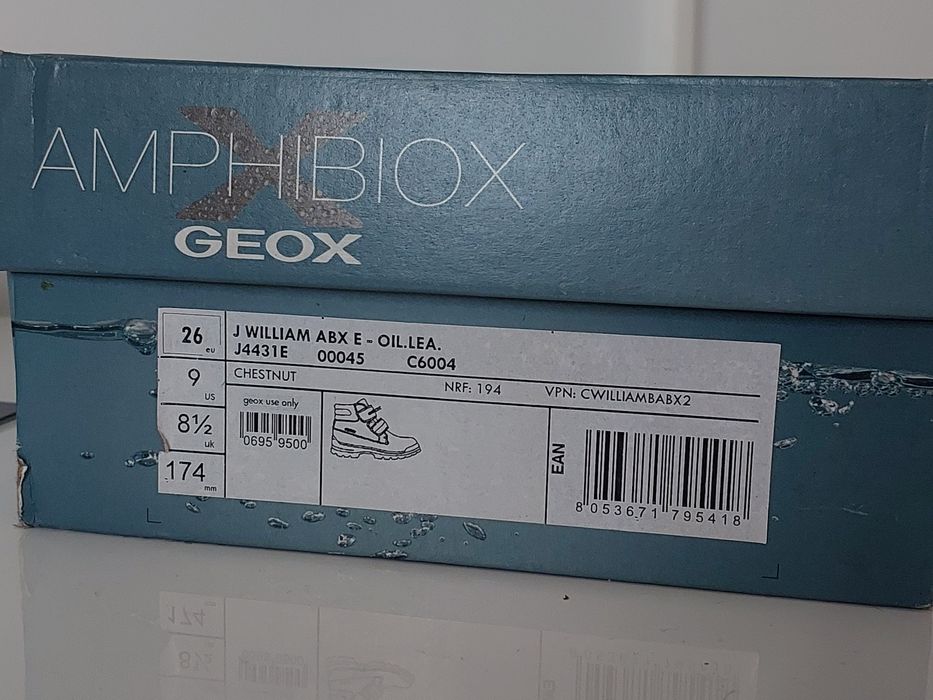 AMPHIBIOX
GEOX
26 eu
J WILLIAM ABX E - OIL.LEA.
J4431E 00045 C6004
9 US
CHESTNUT NRF: 194 VPN: CWILLIAMBABX2
8½ uk
geox use only
0695 9500
174 mm
EAN
8 053671 795418